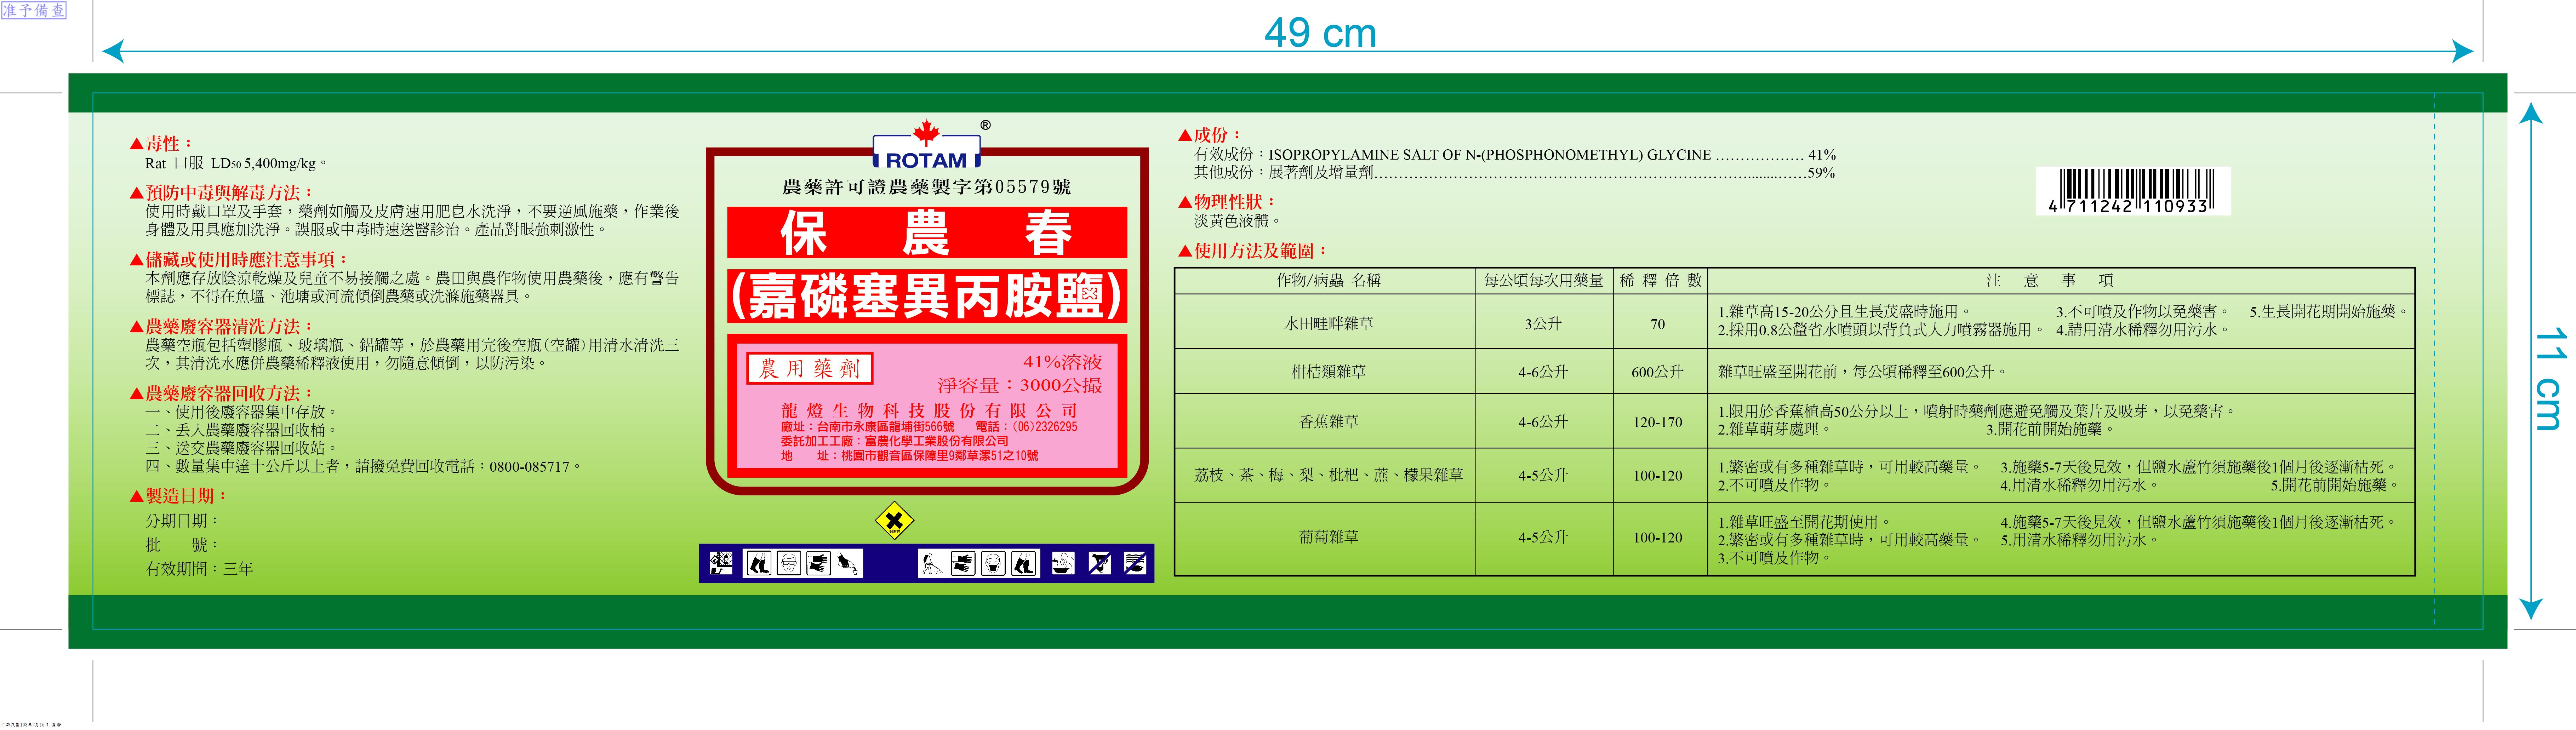 准予備查
49 cm
11 cm
▲毒性：
Rat 口服 LD50 5,400mg/kg。
▲預防中毒與解毒方法：
使用時戴口罩及手套，藥劑如觸及皮膚速用肥皂水洗淨，不要逆風施藥，作業後
身體及用具應加洗淨。誤服或中毒時速送醫診治。產品對眼強刺激性。
▲儲藏或使用時應注意事項：
本劑應存放陰涼乾燥及兒童不易接觸之處。農田與農作物使用農藥後，應有警告
標誌，不得在魚塭、池塘或河流傾倒農藥或洗滌施藥器具。
▲農藥廢容器清洗方法：
農藥空瓶包括塑膠瓶、玻璃瓶、鋁罐等，於農藥用完後空瓶(空罐)用清水清洗三
次，其清洗水應併農藥稀釋液使用，勿隨意傾倒，以防污染。
▲農藥廢容器回收方法：
一、使用後廢容器集中存放。
二、丟入農藥廢容器回收桶。
三、送交農藥廢容器回收站。
四、數量集中達十公斤以上者，請撥免費回收電話：0800-085717。
▲製造日期：
分期日期：
批　　號：
有效期間：三年
®
ROTAM
農藥許可證農藥製字第05579號
保 農 春
(嘉磷塞異丙胺鹽)
農用藥劑
41%溶液
淨容量：3000公撮
龍燈生物科技股份有限公司
廠址：台南市永康區龍埔街566號　電話：(06)2326295
委託加工工廠：富農化學工業股份有限公司
地　　址：桃園市觀音區保障里9鄰草漯51之10號
▲成份：
有效成份：ISOPROPYLAMINE SALT OF N-(PHOSPHONOMETHYL) GLYCINE ……………… 41%
其他成份：展著劑及增量劑………………………………………………………………59%
▲物理性狀：
淡黃色液體。
4 711242 110933
▲使用方法及範圍：
作物/病蟲 名稱　每公頃每次用藥量　稀 釋 倍 數　注 意 事 項
水田畦畔雜草　3公升　70　1.雜草高15-20公分且生長茂盛時施用。　3.不可噴及作物以免藥害。　5.生長開花期開始施藥。
2.採用0.8公釐省水噴頭以背負式人力噴霧器施用。　4.請用清水稀釋勿用污水。
柑桔類雜草　4-6公升　600公升　雜草旺盛至開花前，每公頃稀釋至600公升。
香蕉雜草　4-6公升　120-170　1.限用於香蕉植高50公分以上，噴射時藥劑應避免觸及葉片及吸芽，以免藥害。
2.雜草萌芽處理。　3.開花前開始施藥。
荔枝、茶、梅、梨、枇杷、蔗、檬果雜草　4-5公升　100-120　1.繁密或有多種雜草時，可用較高藥量。　3.施藥5-7天後見效，但鹽水蘆竹須施藥後1個月後逐漸枯死。
2.不可噴及作物。　4.用清水稀釋勿用污水。　5.開花前開始施藥。
葡萄雜草　4-5公升　100-120　1.雜草旺盛至開花期使用。　4.施藥5-7天後見效，但鹽水蘆竹須施藥後1個月後逐漸枯死。
2.繁密或有多種雜草時，可用較高藥量。　5.用清水稀釋勿用污水。
3.不可噴及作物。